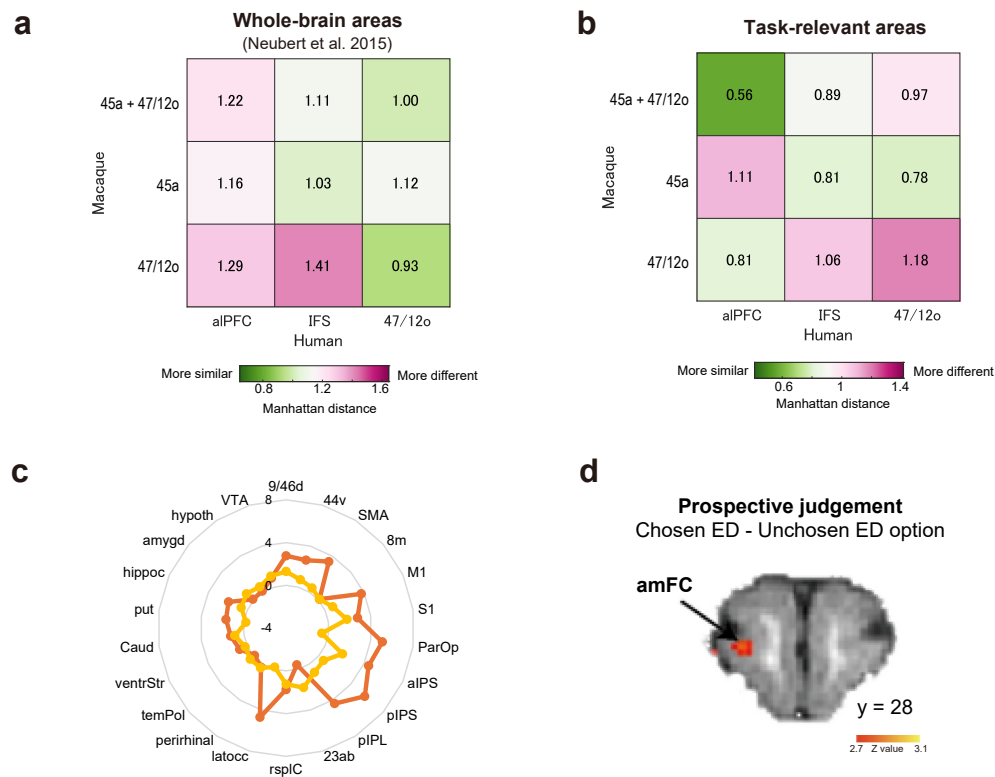 a
Whole-brain areas
(Neubert et al. 2015)
Macaque
45a + 47/12o
1.22
1.11
1.00
45a
1.16
1.03
1.12
47/12o
1.29
1.41
0.93
alPFC
IFS
47/12o
Human
More similar
More different
0.8
1.2
1.6
Manhattan distance
b
Task-relevant areas
Macaque
45a + 47/12o
0.56
0.89
0.97
45a
1.11
0.81
0.78
47/12o
0.81
1.06
1.18
alPFC
IFS
47/12o
Human
More similar
More different
0.6
1
1.4
Manhattan distance
c
9/46d
44v
SMA
8m
M1
S1
ParOp
aIPS
pIPS
pIPL
23ab
rsplC
latocc
perirhinal
temPol
ventrStr
Caud
put
hippoc
amygd
hypoth
VTA
8
4
0
-4
d
Prospective judgement
Chosen ED - Unchosen ED option
amFC
y = 28
2.7 Z value 3.1